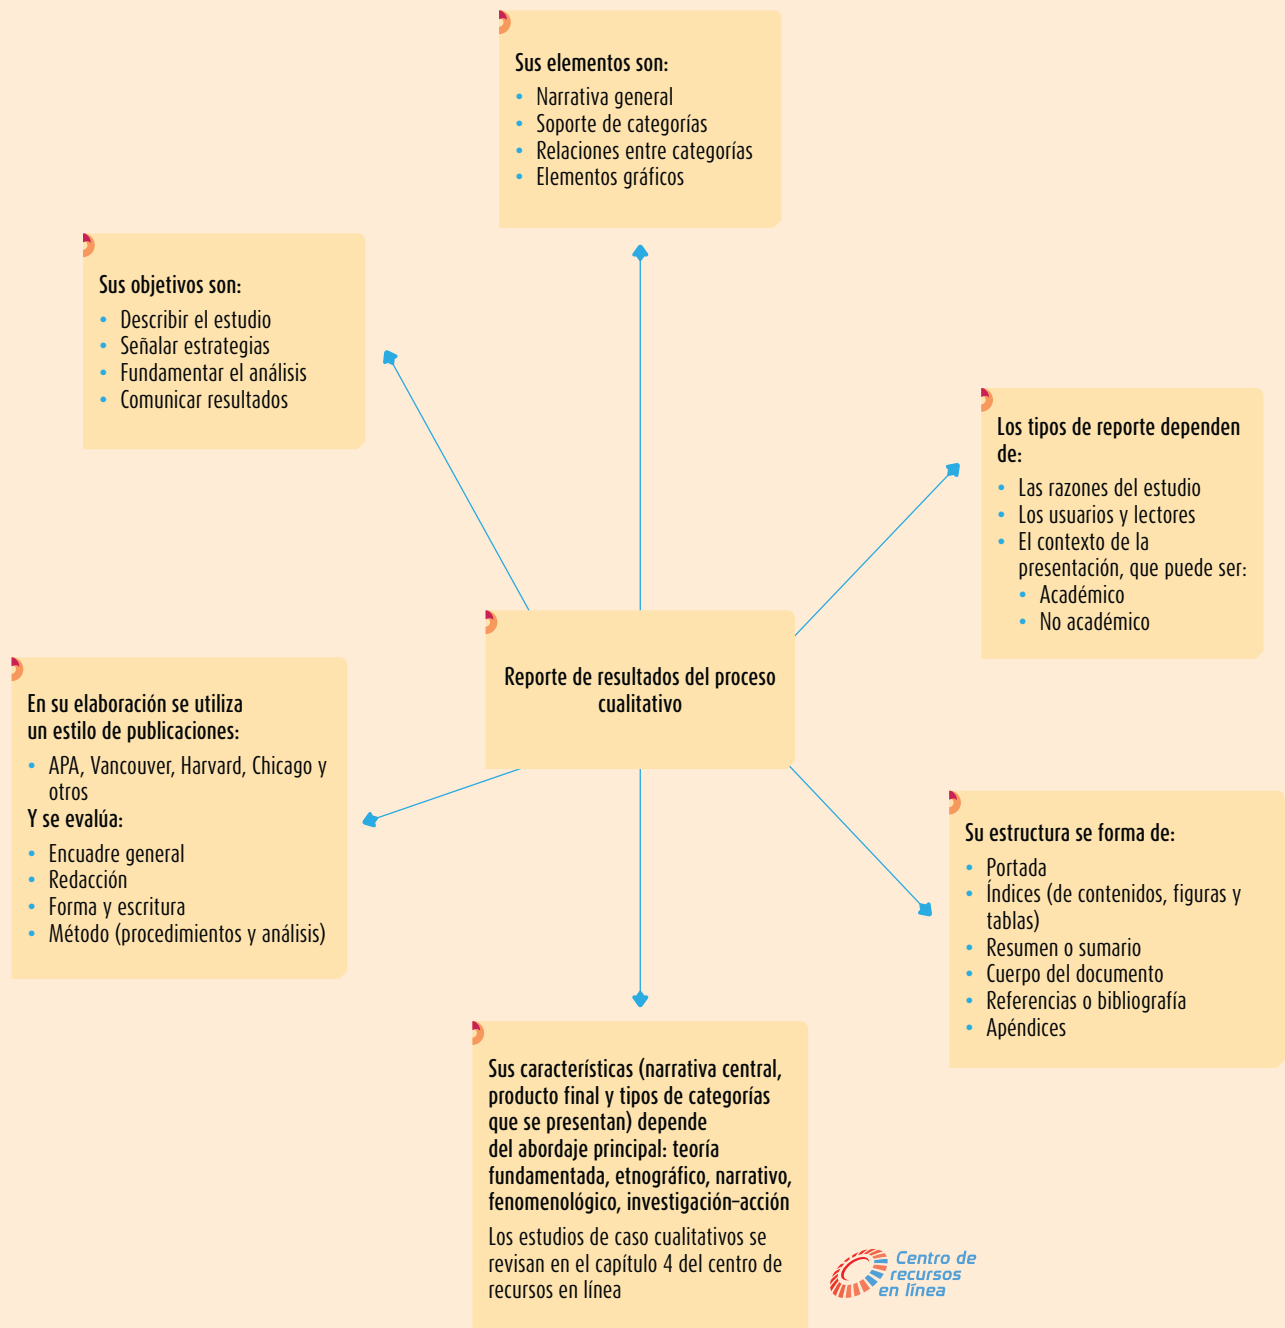 Sus elementos son:
• Narrativa general
• Soporte de categorías
• Relaciones entre categorías
• Elementos gráficos
Sus objetivos son:
• Describir el estudio
• Señalar estrategias
• Fundamentar el análisis
• Comunicar resultados
Los tipos de reporte dependen
de:
• Las razones del estudio
• Los usuarios y lectores
• El contexto de la
presentación, que puede ser:
• Académico
• No académico
Reporte de resultados del proceso
cualitativo
En su elaboración se utiliza
un estilo de publicaciones:
• APA, Vancouver, Harvard, Chicago y
otros
Y se evalúa:
• Encuadre general
• Redacción
• Forma y escritura
• Método (procedimientos y análisis)
Su estructura se forma de:
• Portada
• Índices (de contenidos, figuras y
tablas)
• Resumen o sumario
• Cuerpo del documento
• Referencias o bibliografía
• Apéndices
Sus características (narrativa central,
producto final y tipos de categorías
que se presentan) depende
del abordaje principal: teoría
fundamentada, etnográfico, narrativo,
fenomenológico, investigación-acción
Los estudios de caso cualitativos se
revisan en el capítulo 4 del centro de
recursos en línea
Centro de
recursos
en línea